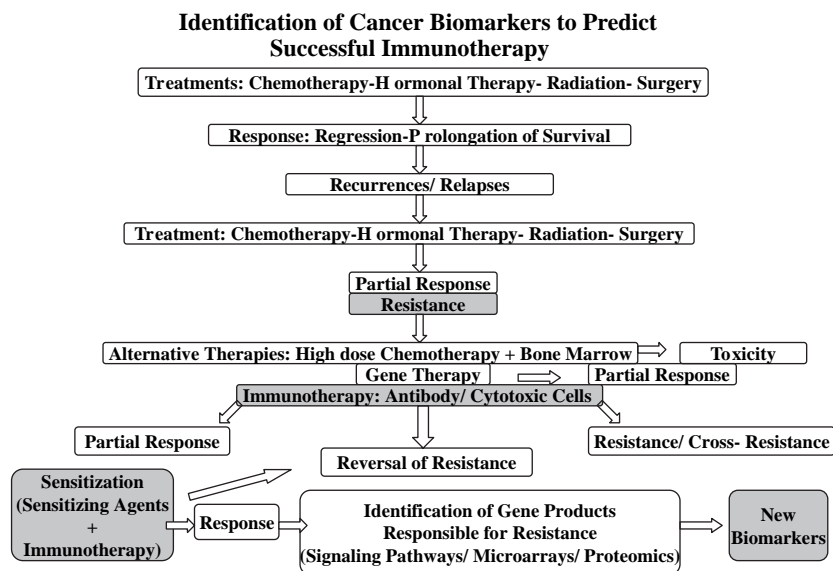 Identification of Cancer Biomarkers to Predict
Successful Immunotherapy
Treatments: Chemotherapy-H ormonal Therapy- Radiation- Surgery
Response: Regression-P rolongation of Survival
Recurrences/ Relapses
Treatment: Chemotherapy-H ormonal Therapy- Radiation- Surgery
Partial Response
Resistance
Alternative Therapies: High dose Chemotherapy + Bone Marrow
Toxicity
Gene Therapy
Partial Response
Immunotherapy: Antibody/ Cytotoxic Cells
Partial Response
Reversal of Resistance
Resistance/ Cross- Resistance
Sensitization
(Sensitizing Agents
+
Immunotherapy)
Response
Identification of Gene Products
Responsible for Resistance
(Signaling Pathways/ Microarrays/ Proteomics)
New
Biomarkers